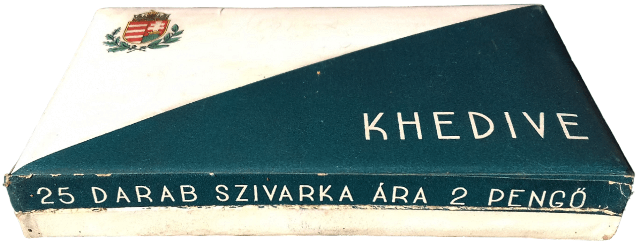 KHEDIVE
25 DARAB SZIVARKA ÁRA 2 PENGŐ